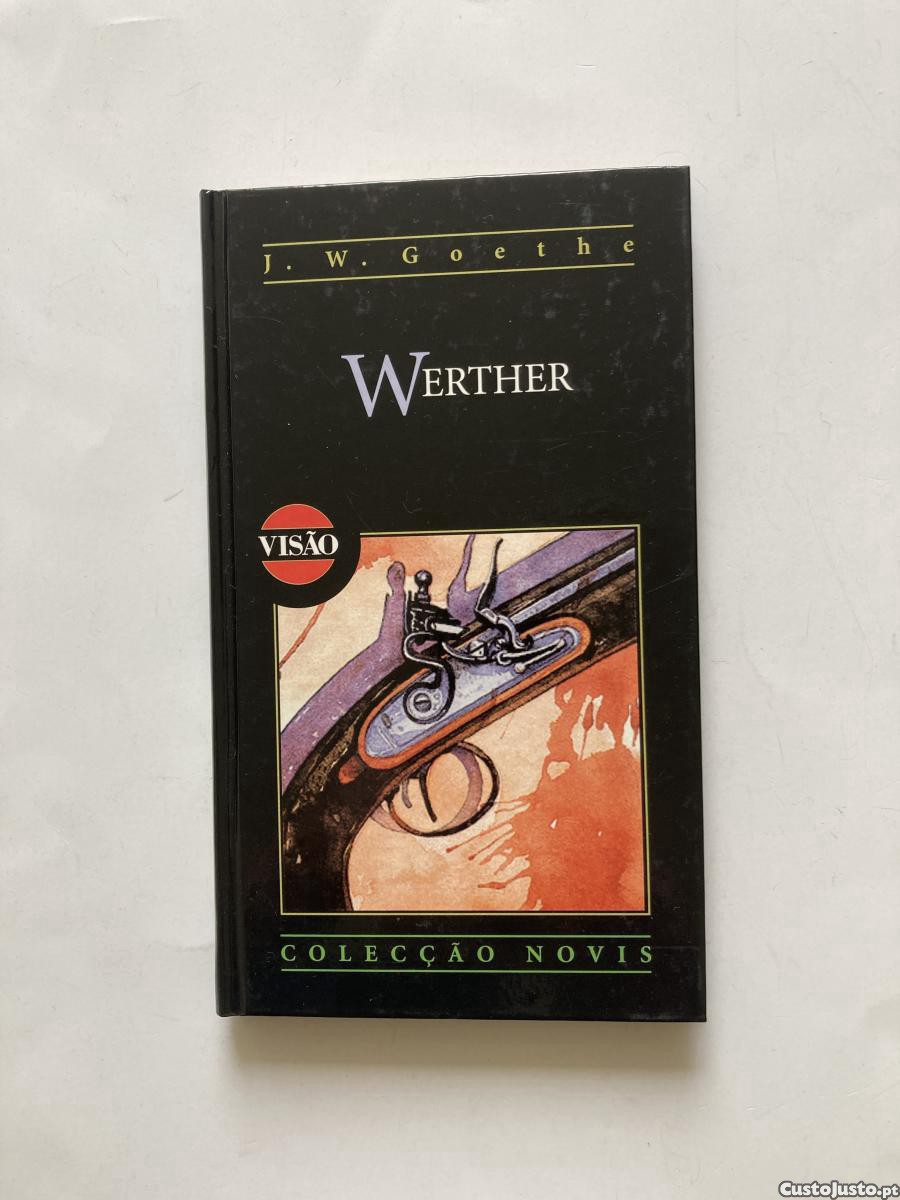 J. W. Goethe
WERTHER
VISÃO
COLECÇÃO NOVIS
CustoJusto.pt